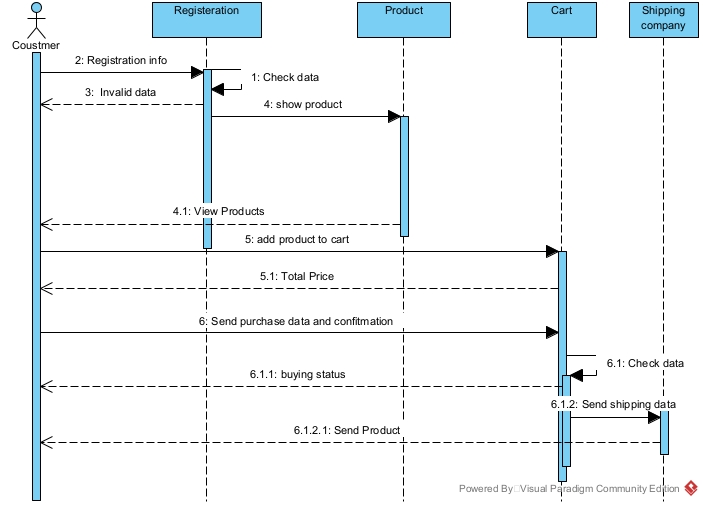 Registeration
Product
Cart
Shipping
company
Coustmer
2: Registration info
1: Check data
3: Invalid data
4: show product
4.1: View Products
5: add product to cart
5.1: Total Price
6: Send purchase data and confitmation
6.1: Check data
6.1.1: buying status
6.1.2: Send shipping data
6.1.2.1: Send Product
Powered By Visual Paradigm Community Edition